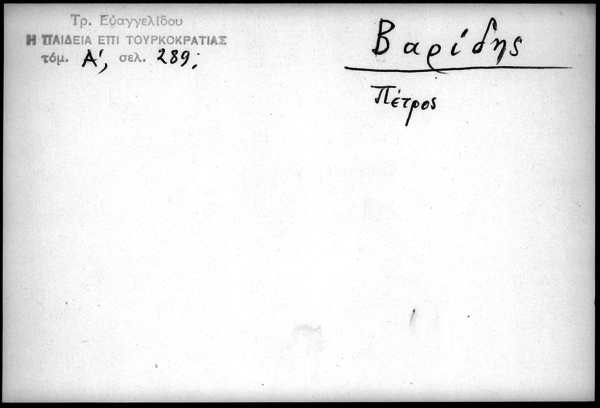 Τρ. Εὐαγγελίδου
Η ΠΑΙΔΕΙΑ ΕΠΙ ΤΟΥΡΚΟΚΡΑΤΙΑΣ
τόμ. Α΄, σελ. 289;
Βαρίδης
Πέτρος